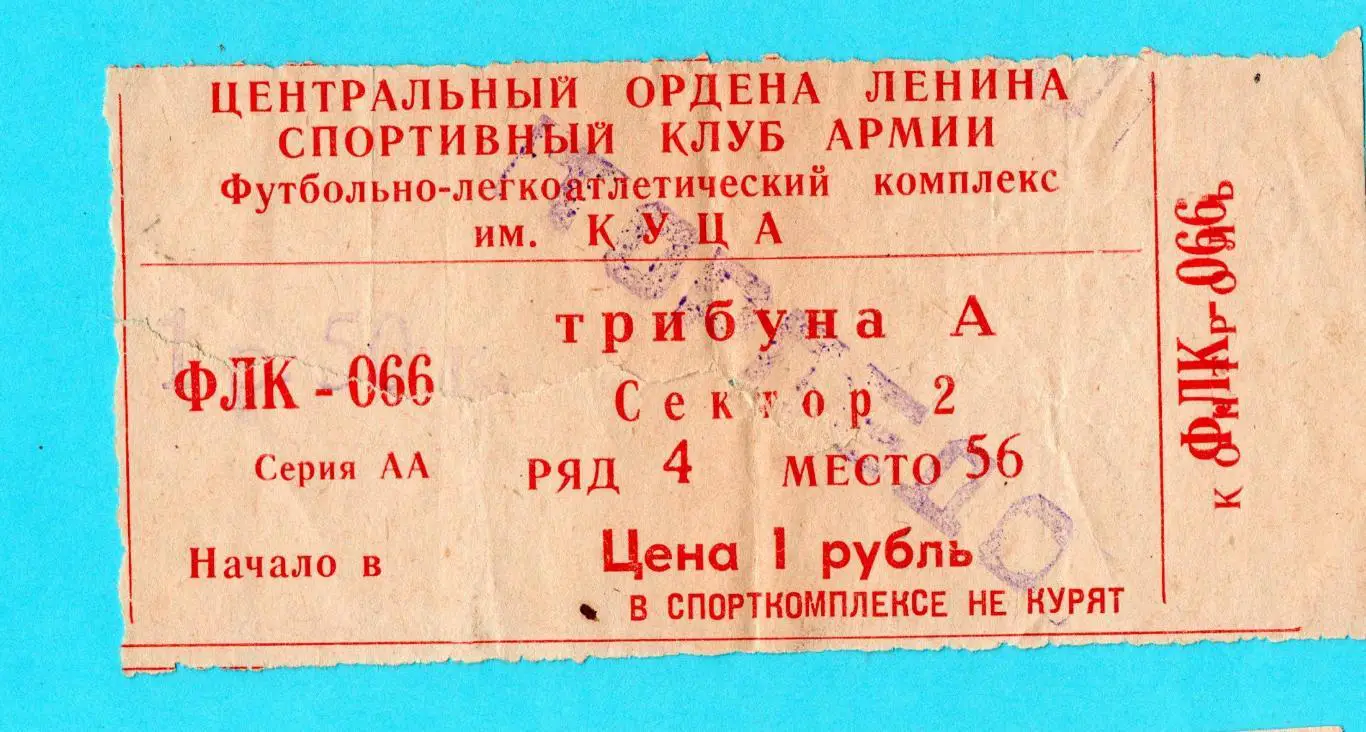 ЦЕНТРАЛЬНЫЙ ОРДЕНА ЛЕНИНА
СПОРТИВНЫЙ КЛУБ АРМИИ
Футбольно-легкоатлетический комплекс
им. КУЦА
трибуна А
ФЛК - 066
Сектор 2
Серия АА
РЯД 4 МЕСТО 56
Начало в
Цена 1 рубль
В СПОРТКОМПЛЕКСЕ НЕ КУРЯТ
ФЛК - 066
КОНТРОЛЬ